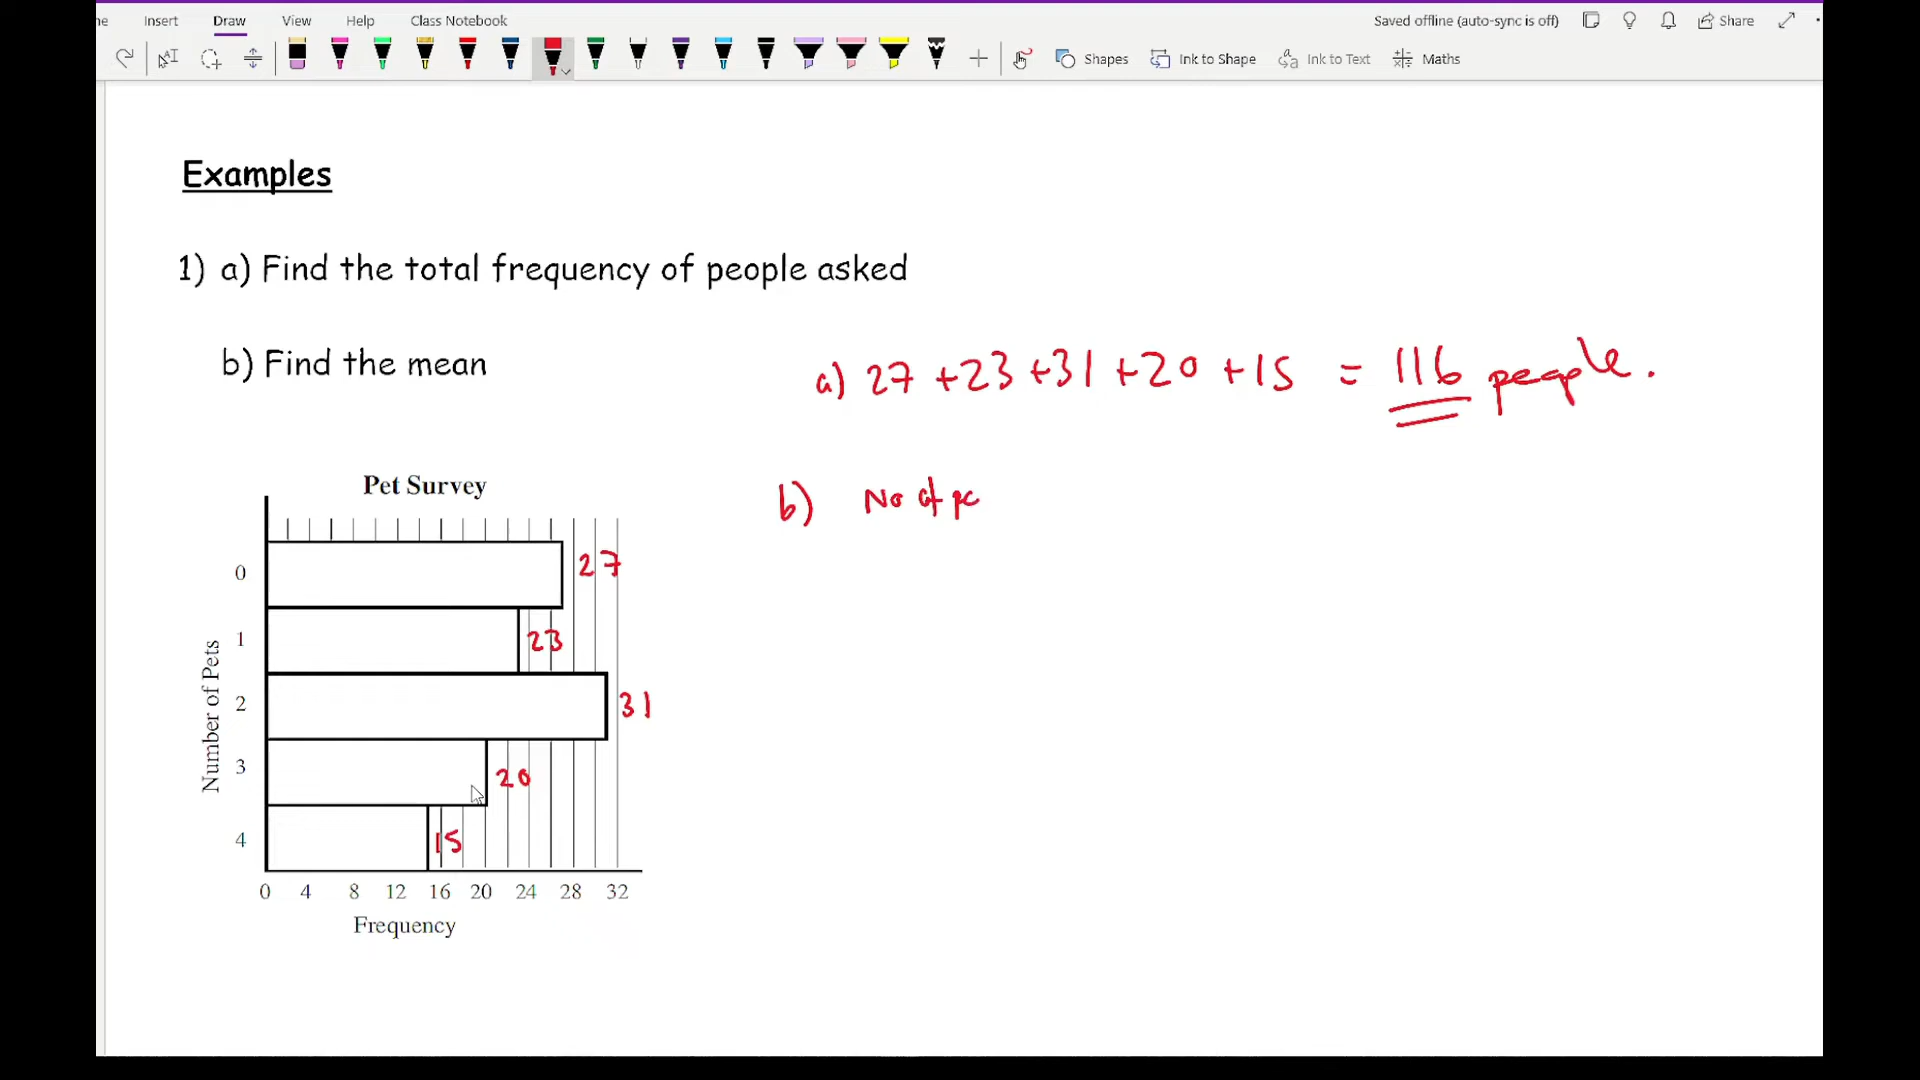 Insert Draw View Help Class Notebook Saved offline (auto-sync is off) Share
Shapes Ink to Shape Ink to Text Maths
Examples
1) a) Find the total frequency of people asked
b) Find the mean
a) 27 +23 +31 +20 +15 = 116 people.
b) No of pe
Pet Survey
Number of Pets
0 27
1 23
2 31
3 20
4 15
0 4 8 12 16 20 24 28 32
Frequency